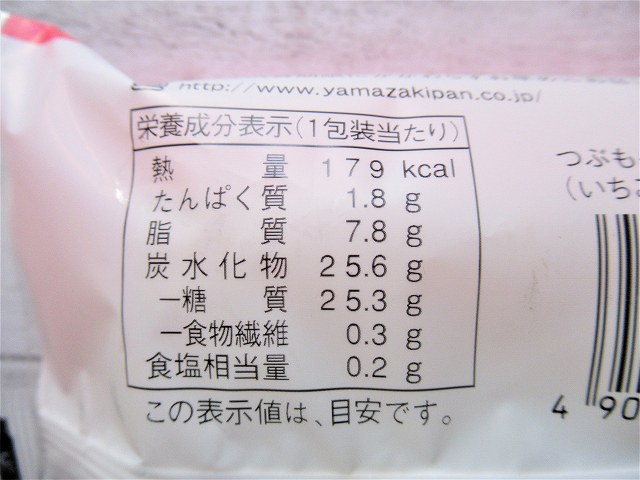 http://www.yamazakipan.co.jp/
栄養成分表示(1包装当たり)
熱量 179 kcal
たんぱく質 1.8 g
脂質 7.8 g
炭水化物 25.6 g
ー糖質 25.3 g
ー食物繊維 0.3 g
食塩相当量 0.2 g
この表示値は、目安です。
つぶも
(いち
4 90